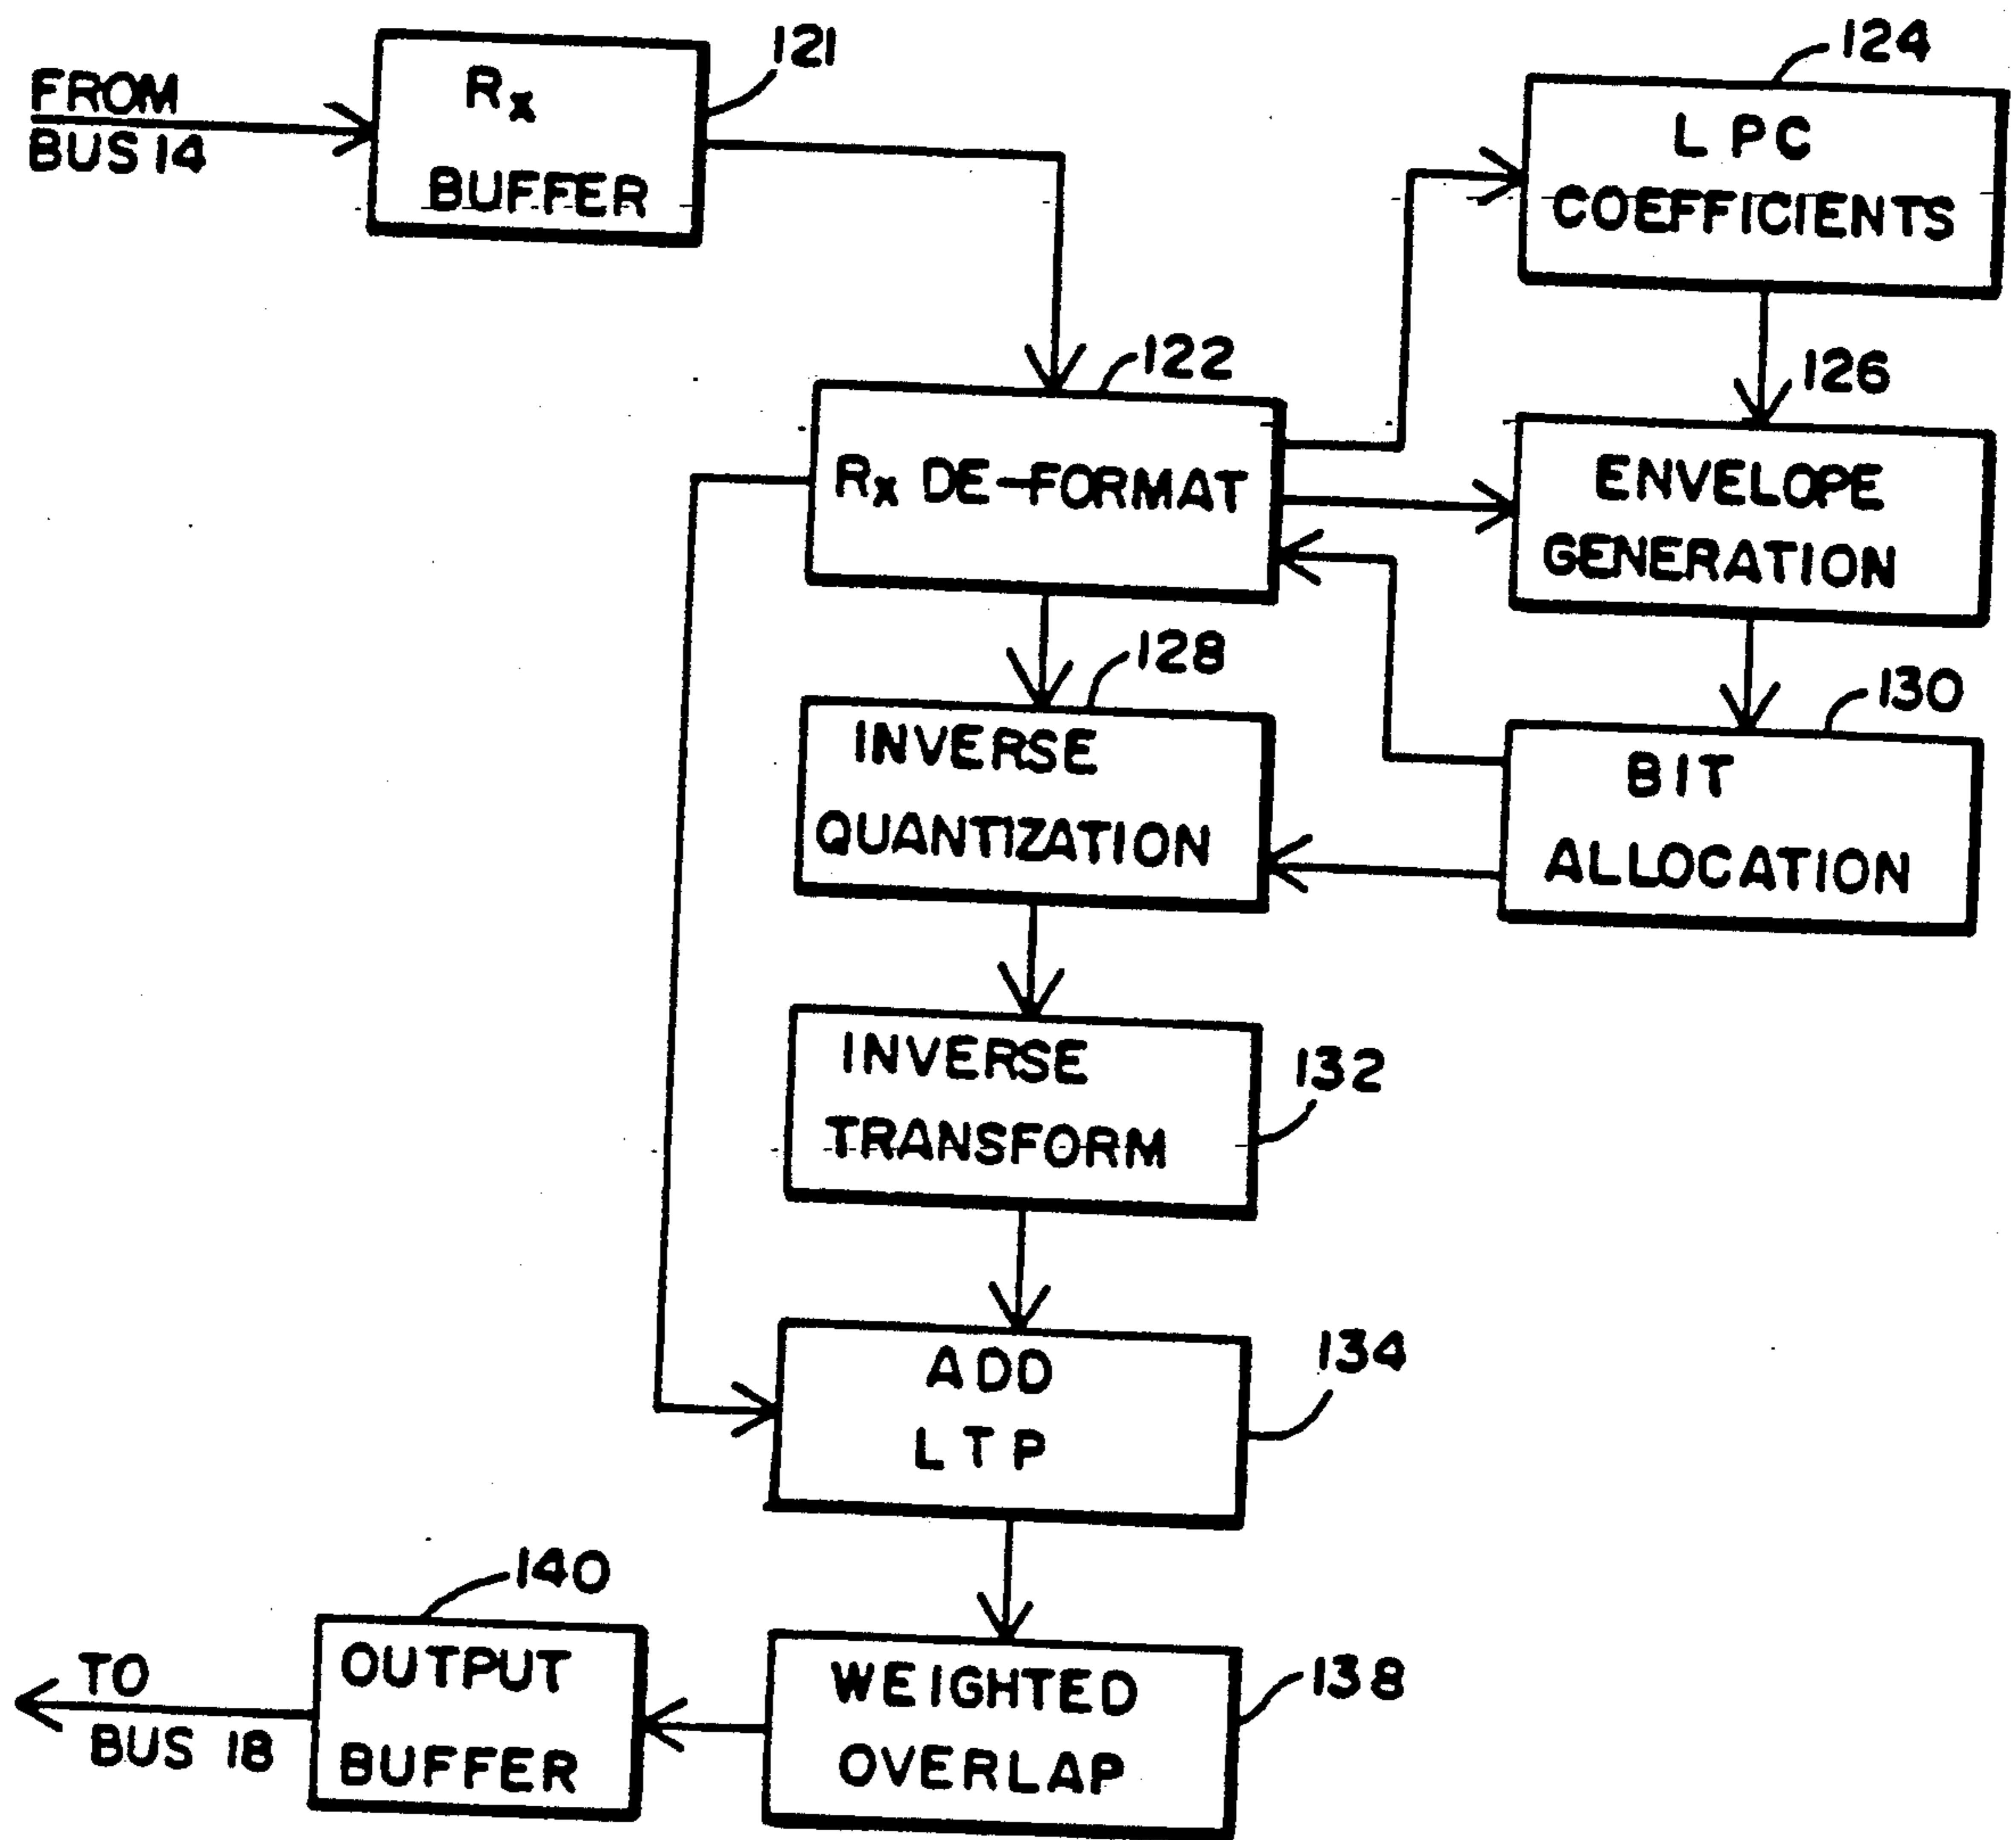 121
124
FROM
BUS 14
Rx
BUFFER
LPC
COEFFICIENTS
122
126
Rx DE-FORMAT
ENVELOPE
GENERATION
128
130
INVERSE
QUANTIZATION
BIT
ALLOCATION
INVERSE
TRANSFORM
132
ADD
LTP
134
140
TO
BUS 18
OUTPUT
BUFFER
WEIGHTED
OVERLAP
138